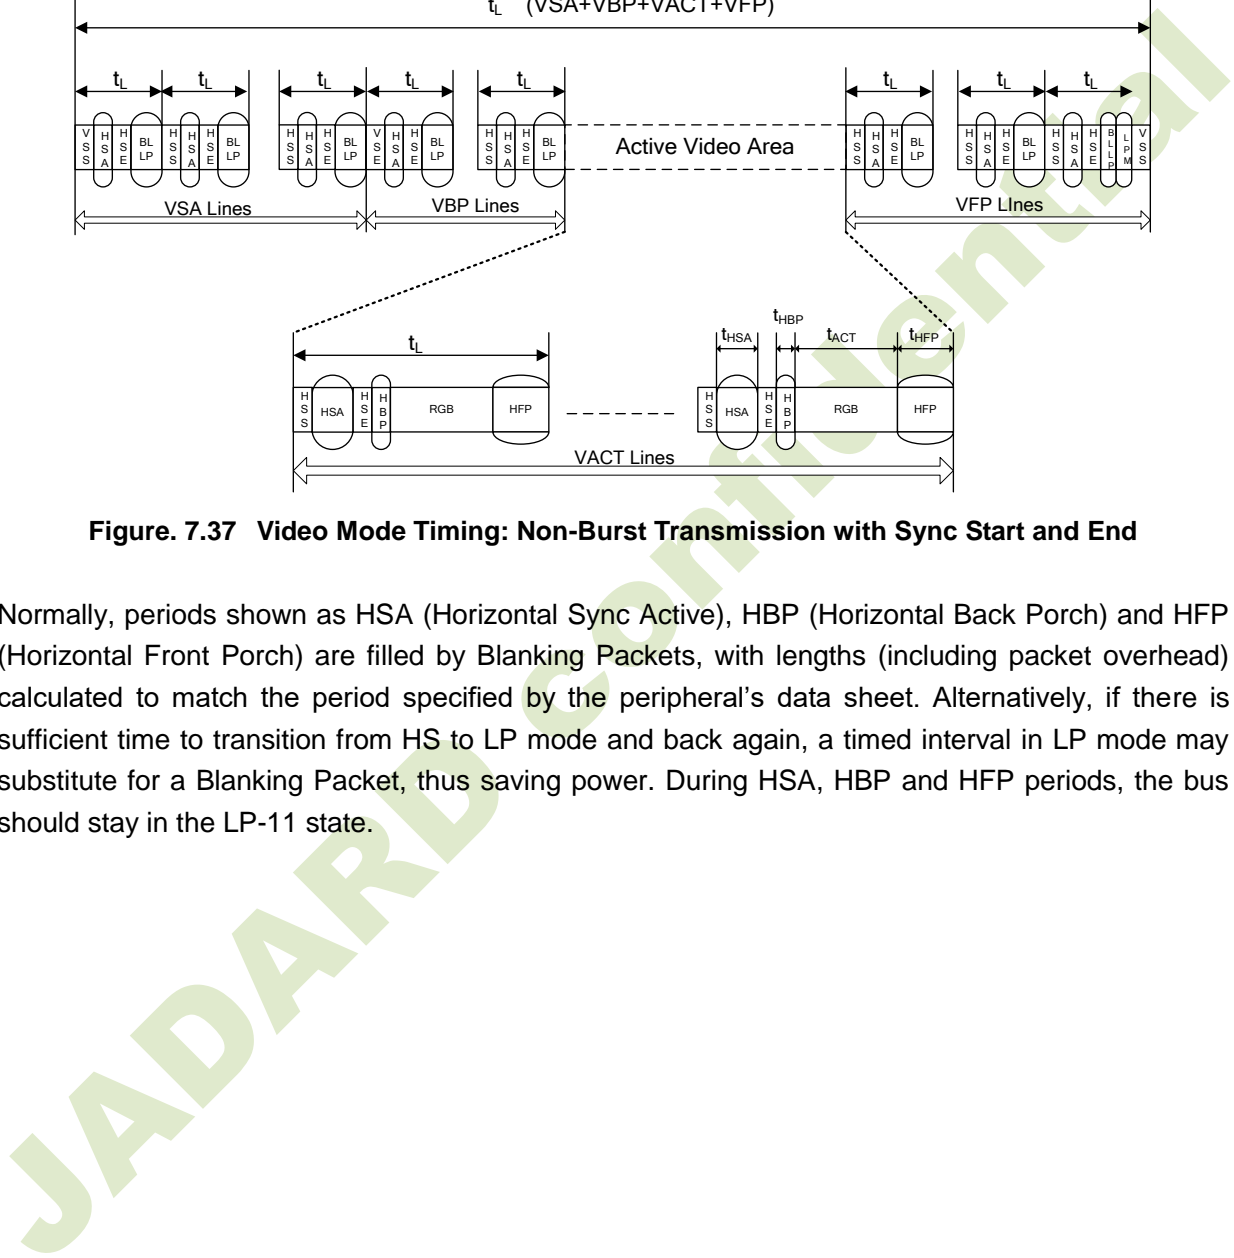 tL (VSA+VBP+VACT+VFP)
tL tL tL tL tL tL tL tL
VSS HSA HSE BLLP HSS HSA HSE BLLP HSS HSA HSE BLLP VSE HSA HSE BLLP HSS HSA HSE BLLP Active Video Area HSS HSA HSE BLLP HSS HSA HSE BLLP HSS HSA HSE BLLP LPM VSS
VSA Lines VBP Lines VFP LInes
tL tHSA tHBP tACT tHFP
HSS HSA HSE HBP RGB HFP HSS HSA HSE HBP RGB HFP
VACT Lines
Figure. 7.37 Video Mode Timing: Non-Burst Transmission with Sync Start and End
Normally, periods shown as HSA (Horizontal Sync Active), HBP (Horizontal Back Porch) and HFP
(Horizontal Front Porch) are filled by Blanking Packets, with lengths (including packet overhead)
calculated to match the period specified by the peripheral's data sheet. Alternatively, if there is
sufficient time to transition from HS to LP mode and back again, a timed interval in LP mode may
substitute for a Blanking Packet, thus saving power. During HSA, HBP and HFP periods, the bus
should stay in the LP-11 state.
JADARD confidential